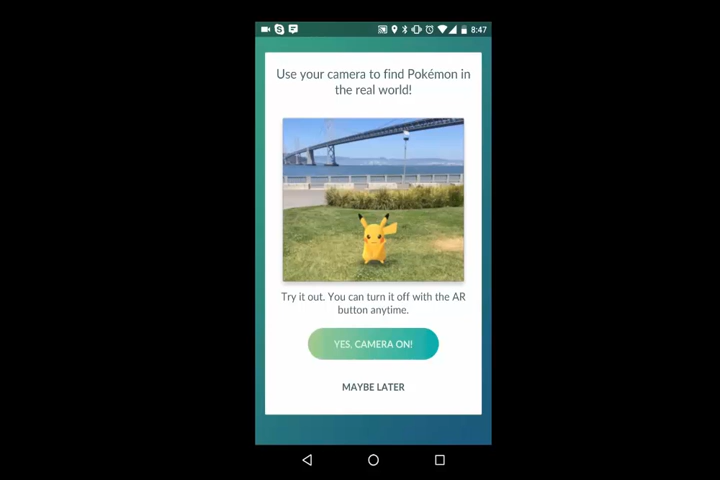 8:47
Use your camera to find Pokémon in
the real world!
Try it out. You can turn it off with the AR
button anytime.
YES, CAMERA ON!
MAYBE LATER